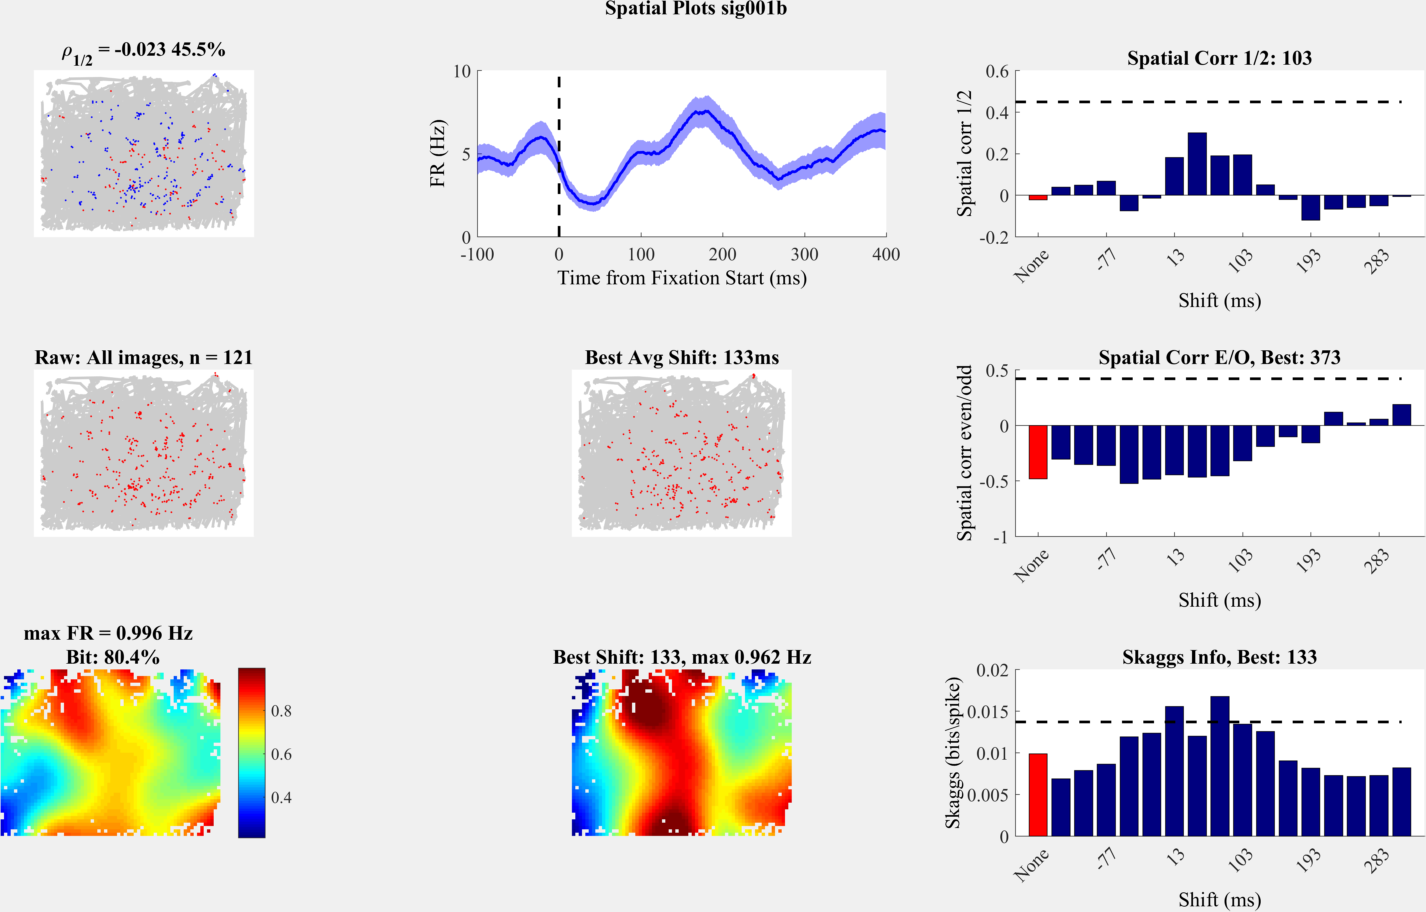 Spatial Plots sig001b
ρ1/2 = -0.023 45.5%
10
5
0
FR (Hz)
-100
0
100
200
300
400
Time from Fixation Start (ms)
Spatial Corr 1/2: 103
0.6
0.4
0.2
0
-0.2
Spatial corr 1/2
None
-77
13
103
193
283
Shift (ms)
Raw: All images, n = 121
Best Avg Shift: 133ms
Spatial Corr E/O, Best: 373
0.5
0
-0.5
-1
Spatial corr even/odd
None
-77
13
103
193
283
Shift (ms)
max FR = 0.996 Hz
Bit: 80.4%
0.8
0.6
0.4
Best Shift: 133, max 0.962 Hz
Skaggs Info, Best: 133
0.02
0.015
0.01
0.005
0
Skaggs (bits\spike)
None
-77
13
103
193
283
Shift (ms)